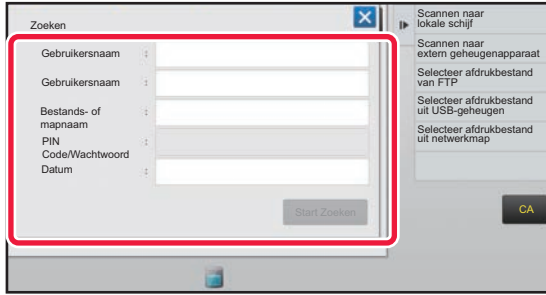 Zoeken
Gebruikersnaam :
Gebruikersnaam :
Bestands- of
mapnaam :
PIN :
Code/Wachtwoord
Datum :
Start Zoeken
Scannen naar
lokale schijf
Scannen naar
extern geheugenapparaat
Selecteer afdrukbestand
van FTP
Selecteer afdrukbestand
uit USB-geheugen
Selecteer afdrukbestand
uit netwerkmap
CA